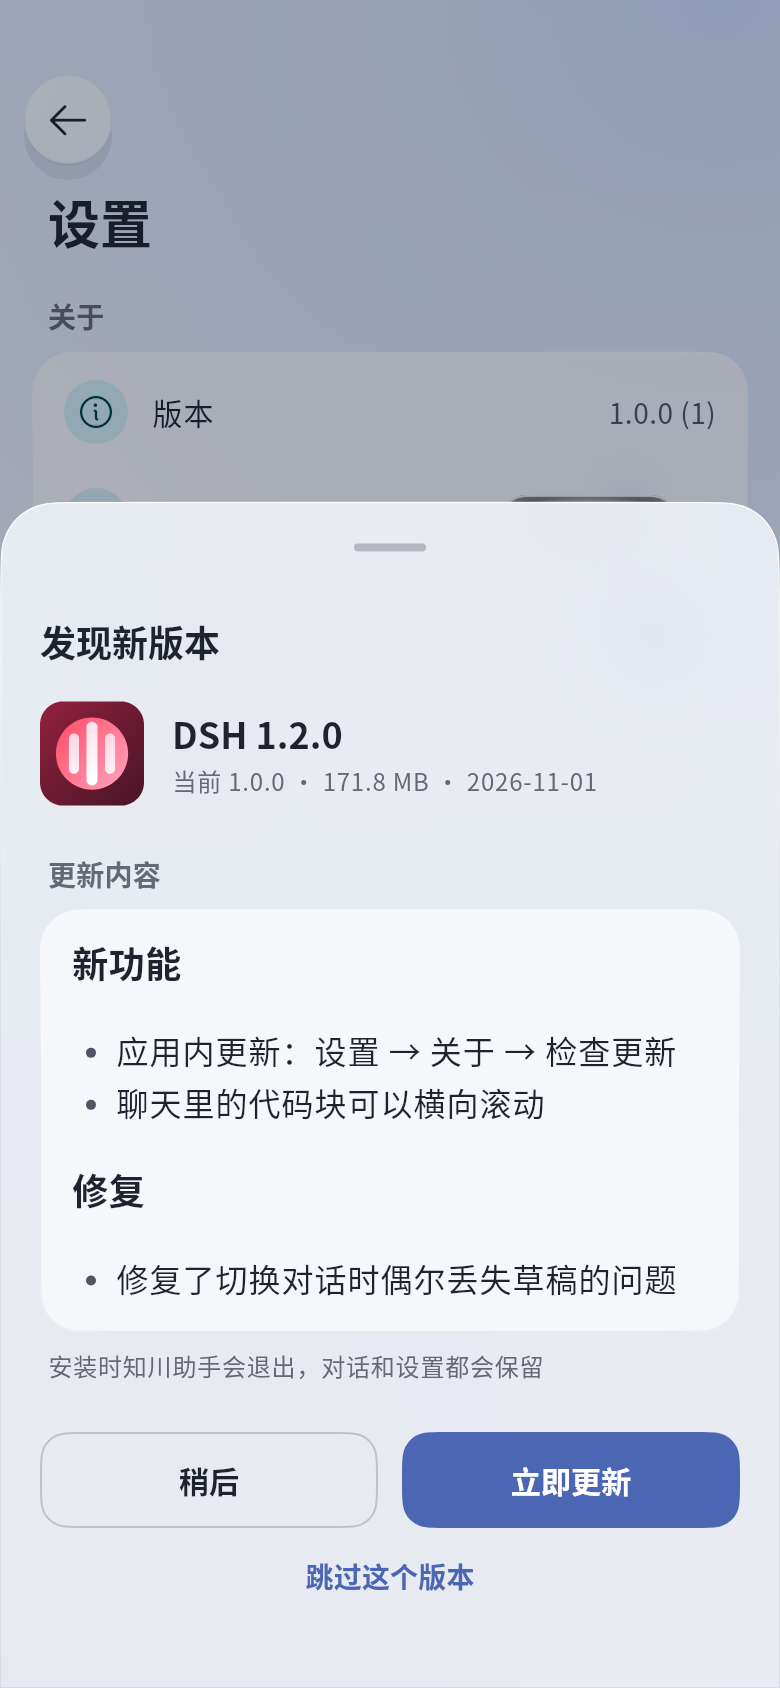 设置
关于
版本 1.0.0 (1)
发现新版本
DSH 1.2.0
当前 1.0.0 • 171.8 MB • 2026-11-01
更新内容
新功能
• 应用内更新：设置 → 关于 → 检查更新
• 聊天里的代码块可以横向滚动
修复
• 修复了切换对话时偶尔丢失草稿的问题
安装时知川助手会退出，对话和设置都会保留
稍后 立即更新
跳过这个版本